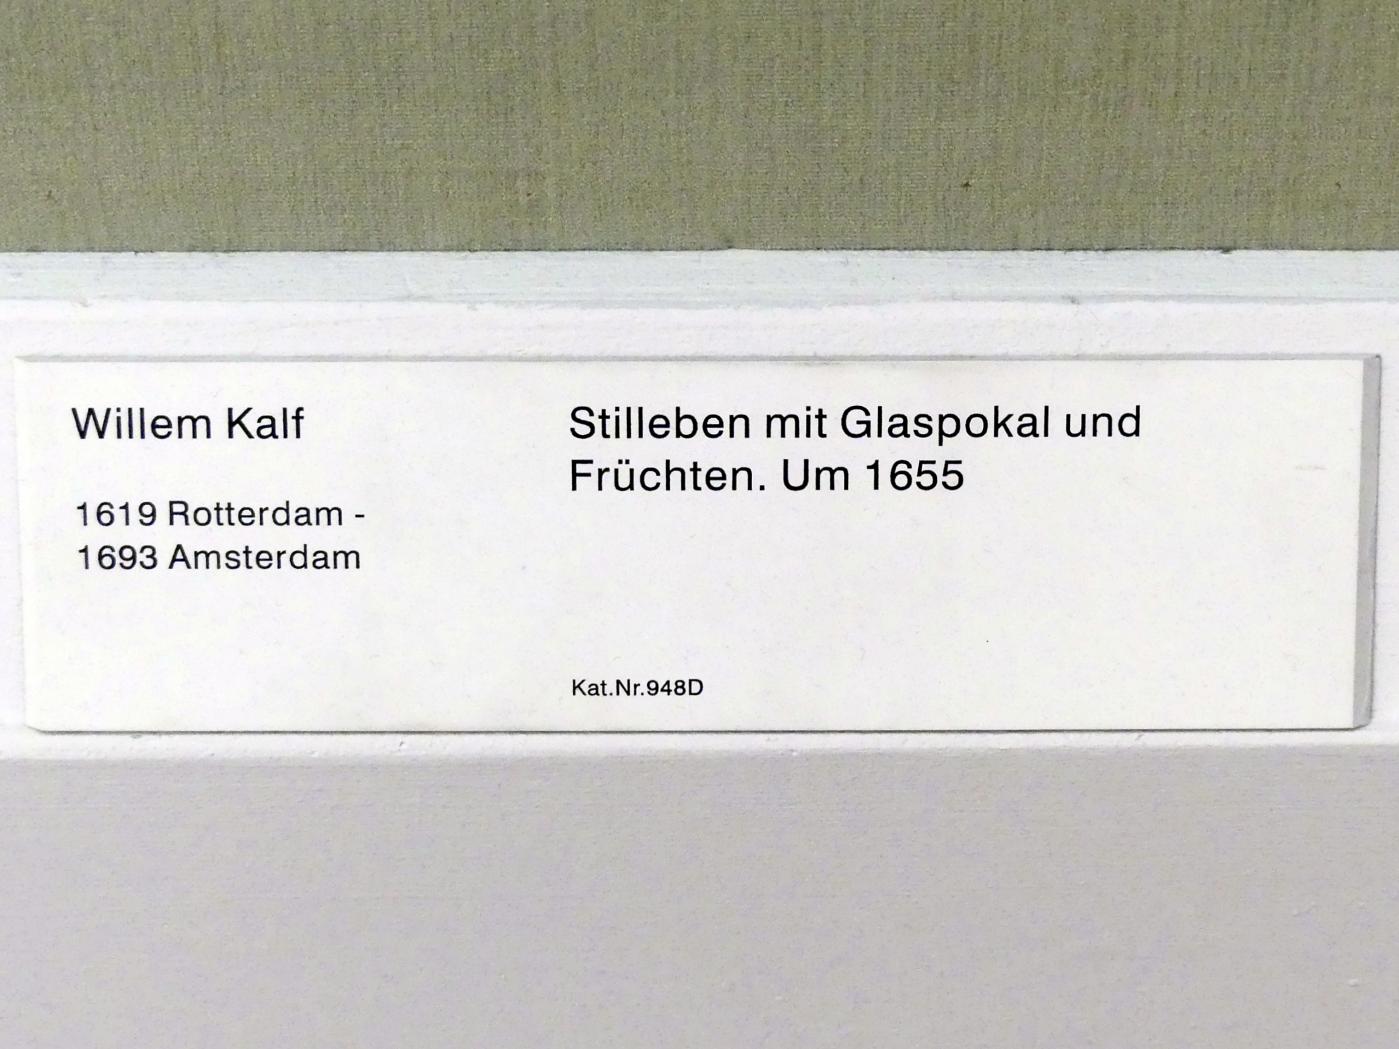 Willem Kalf
1619 Rotterdam -
1693 Amsterdam
Stilleben mit Glaspokal und
Früchten. Um 1655
Kat.Nr.948D